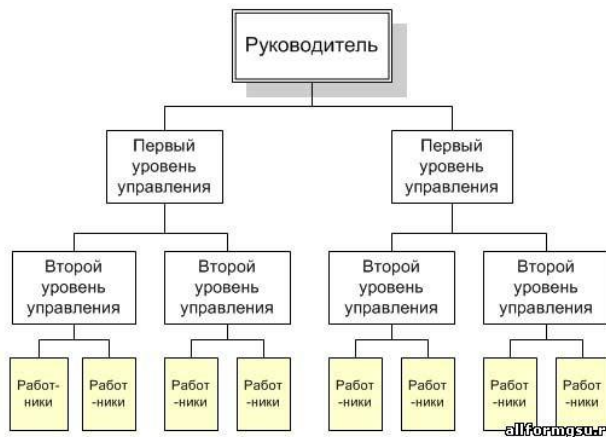 Руководитель
Первый
уровень
управления
Первый
уровень
управления
Второй
уровень
управления
Второй
уровень
управления
Второй
уровень
управления
Второй
уровень
управления
Работ-
ники
Работ
-ники
Работ
-ники
Работ
-ники
Работ
-ники
Работ
-ники
Работ
-ники
Работ
-ники
allformgsu.r